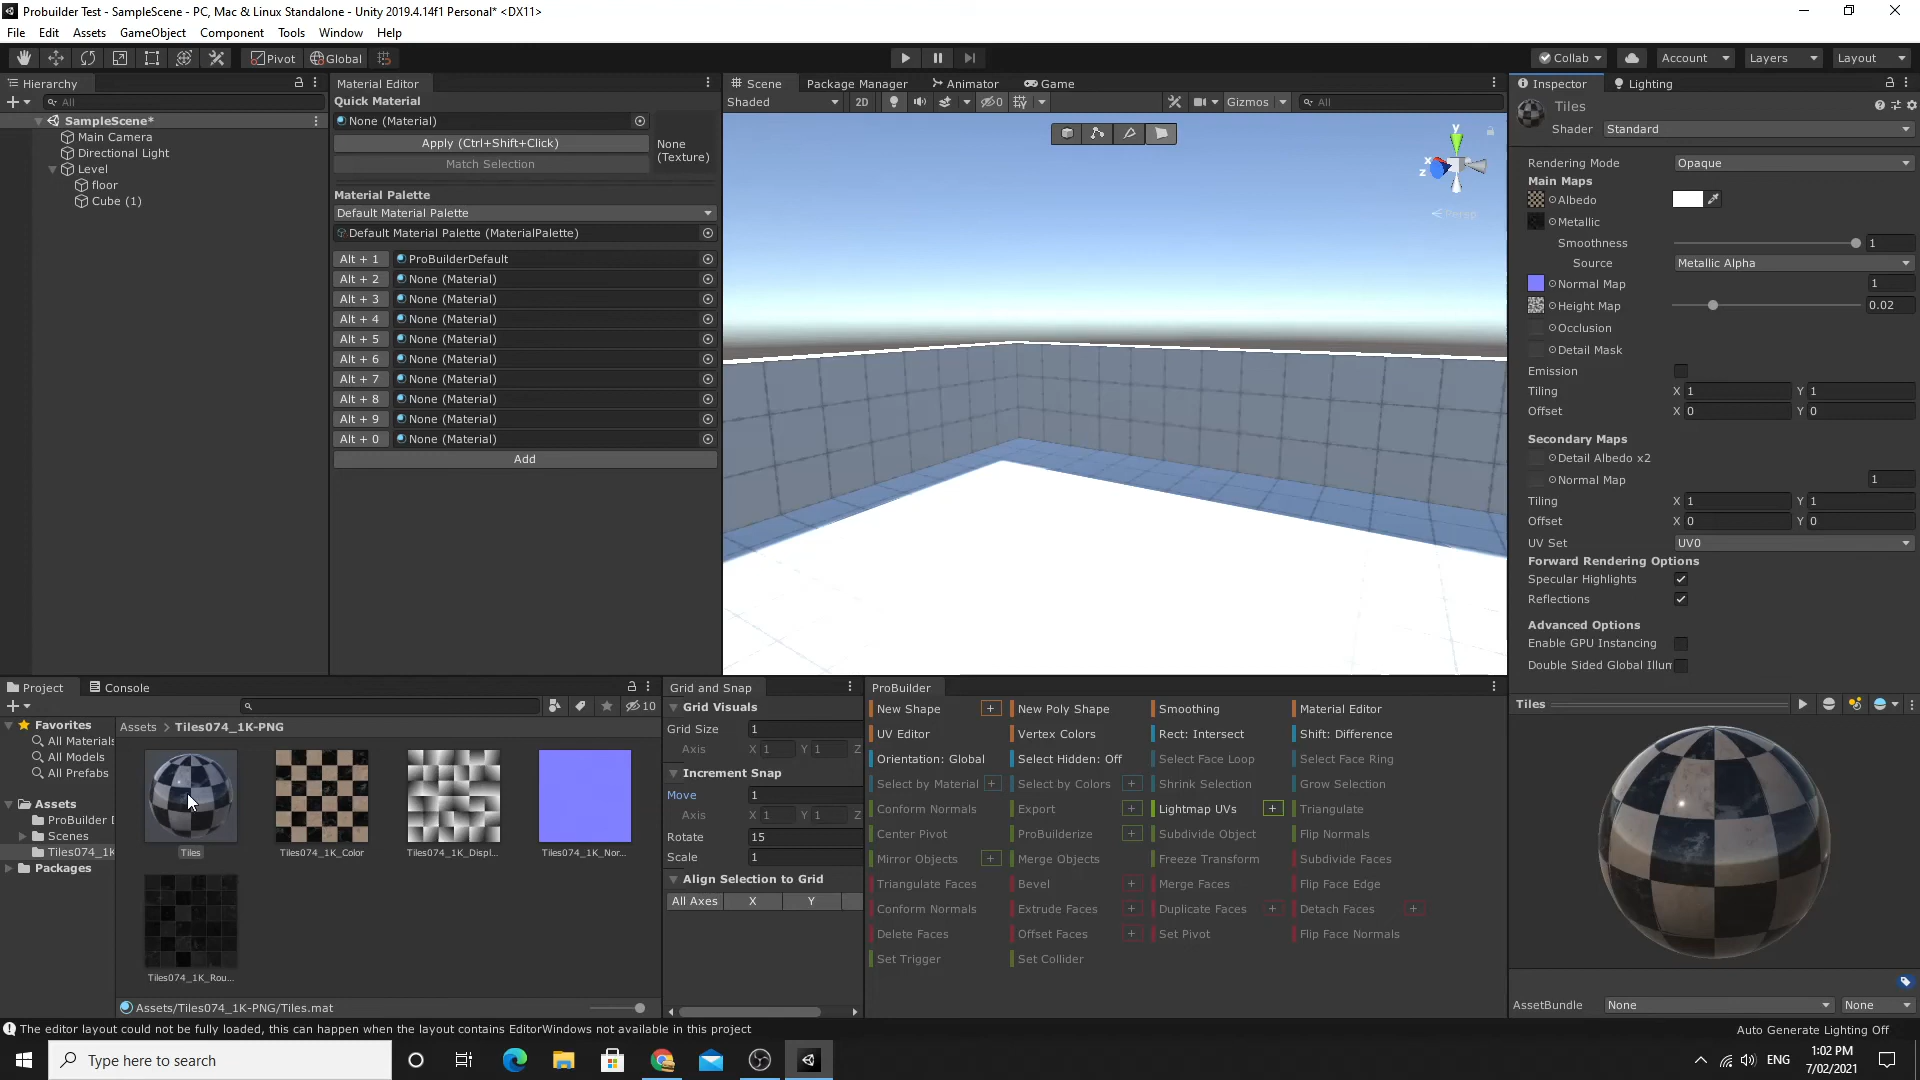 Probuilder Test - SampleScene - PC, Mac & Linux Standalone - Unity 2019.4.14f1 Personal* <DX11>
File Edit Assets GameObject Component Tools Window Help
Pivot Global Collab Account Layers Layout
Hierarchy
All
SampleScene*
Main Camera
Directional Light
Level
floor
Cube (1)
Material Editor
Quick Material
None (Material)
Apply (Ctrl+Shift+Click)
Match Selection
None
(Texture)
Material Palette
Default Material Palette
Default Material Palette (MaterialPalette)
Alt + 1 ProBuilderDefault
Alt + 2 None (Material)
Alt + 3 None (Material)
Alt + 4 None (Material)
Alt + 5 None (Material)
Alt + 6 None (Material)
Alt + 7 None (Material)
Alt + 8 None (Material)
Alt + 9 None (Material)
Alt + 0 None (Material)
Add
Scene Package Manager Animator Game
Shaded 2D 0 Gizmos All
y
x
z
Persp
Inspector Lighting
Tiles
Shader Standard
Rendering Mode Opaque
Main Maps
Albedo
Metallic
Smoothness 1
Source Metallic Alpha
Normal Map 1
Height Map 0.02
Occlusion
Detail Mask
Emission
Tiling X 1 Y 1
Offset X 0 Y 0
Secondary Maps
Detail Albedo x2
Normal Map 1
Tiling X 1 Y 1
Offset X 0 Y 0
UV Set UV0
Forward Rendering Options
Specular Highlights
Reflections
Advanced Options
Enable GPU Instancing
Double Sided Global Illum
Tiles
AssetBundle None None
Project Console
10
Favorites
All Materials
All Models
All Prefabs
Assets
ProBuilder D
Scenes
Tiles074_1K
Packages
Assets > Tiles074_1K-PNG
Tiles
Tiles074_1K_Color
Tiles074_1K_Displ...
Tiles074_1K_Nor...
Tiles074_1K_Rou...
Assets/Tiles074_1K-PNG/Tiles.mat
Grid and Snap
Grid Visuals
Grid Size 1
Axis X 1 Y 1 Z
Increment Snap
Move 1
Axis X 1 Y 1 Z
Rotate 15
Scale 1
Align Selection to Grid
All Axes X Y
ProBuilder
New Shape + New Poly Shape Smoothing Material Editor
UV Editor Vertex Colors Rect: Intersect Shift: Difference
Orientation: Global Select Hidden: Off Select Face Loop Select Face Ring
Select by Material + Select by Colors + Shrink Selection Grow Selection
Conform Normals Export + Lightmap UVs + Triangulate
Center Pivot ProBuilderize + Subdivide Object Flip Normals
Mirror Objects + Merge Objects Freeze Transform Subdivide Faces
Triangulate Faces Bevel + Merge Faces Flip Face Edge
Conform Normals Extrude Faces + Duplicate Faces + Detach Faces +
Delete Faces Offset Faces + Set Pivot Flip Face Normals
Set Trigger Set Collider
The editor layout could not be fully loaded, this can happen when the layout contains EditorWindows not available in this project
Auto Generate Lighting Off
Type here to search
ENG
1:02 PM
7/02/2021